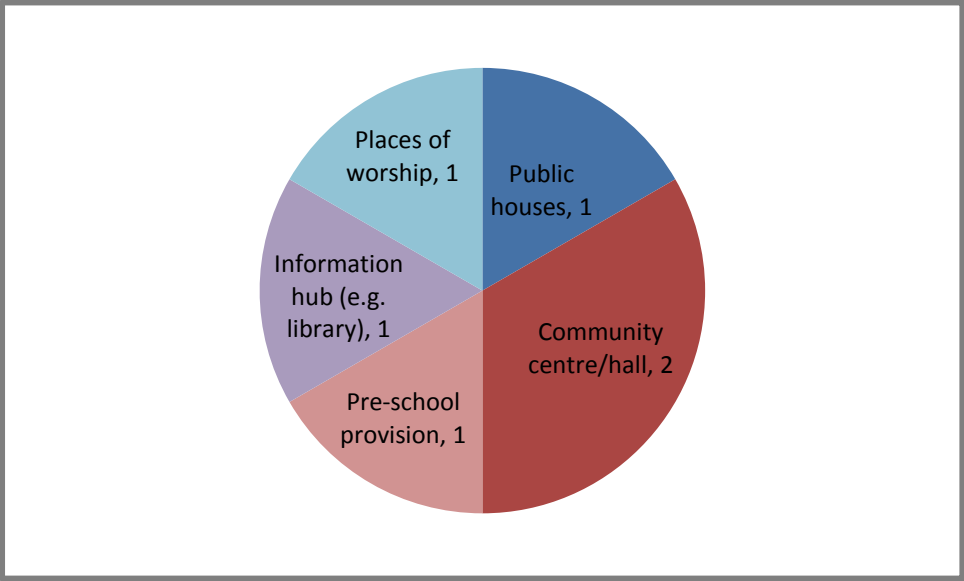 Places of
worship, 1
Public
houses, 1
Information
hub (e.g.
library), 1
Community
centre/hall, 2
Pre-school
provision, 1